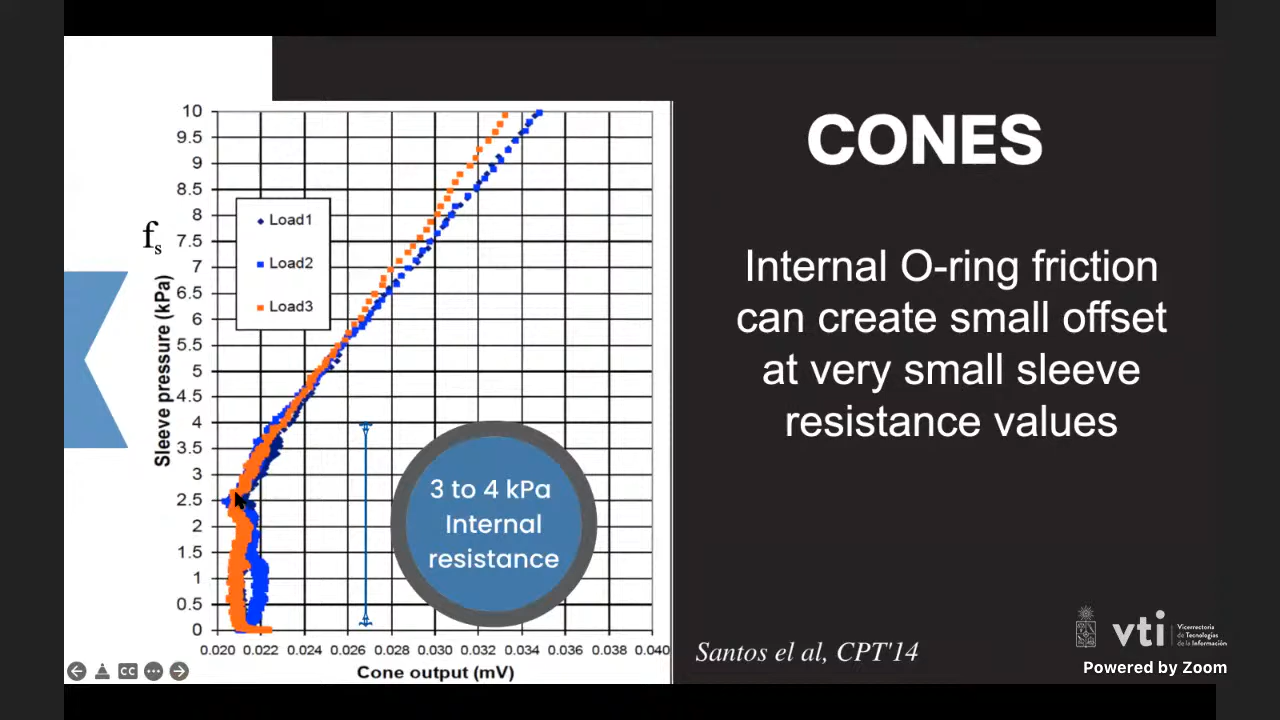 CONES
Internal O-ring friction
can create small offset
at very small sleeve
resistance values
fs
Sleeve pressure (kPa)
10
9.5
9
8.5
8
7.5
7
6.5
6
5.5
5
4.5
4
3.5
3
2.5
2
1.5
1
0.5
0
Load1
Load2
Load3
3 to 4 kPa
Internal
resistance
0.020 0.022 0.024 0.026 0.028 0.030 0.032 0.034 0.036 0.038 0.040
Cone output (mV)
Santos el al, CPT'14
CC
vti
Vicerrectoría
de Tecnologías
de la Información
Powered by Zoom